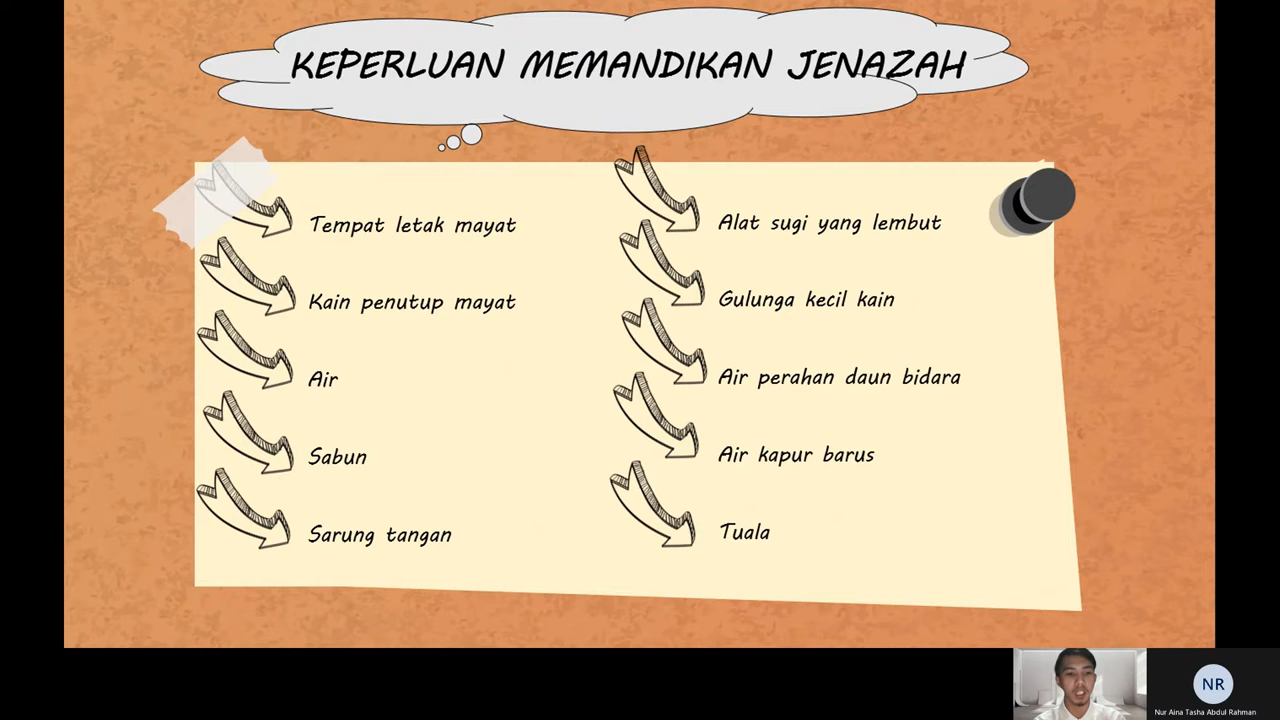 KEPERLUAN MEMANDIKAN JENAZAH
Tempat letak mayat
Kain penutup mayat
Air
Sabun
Sarung tangan
Alat sugi yang lembut
Gulunga kecil kain
Air perahan daun bidara
Air kapur barus
Tuala
NR
Nur Aina Tasha Abdul Rahman